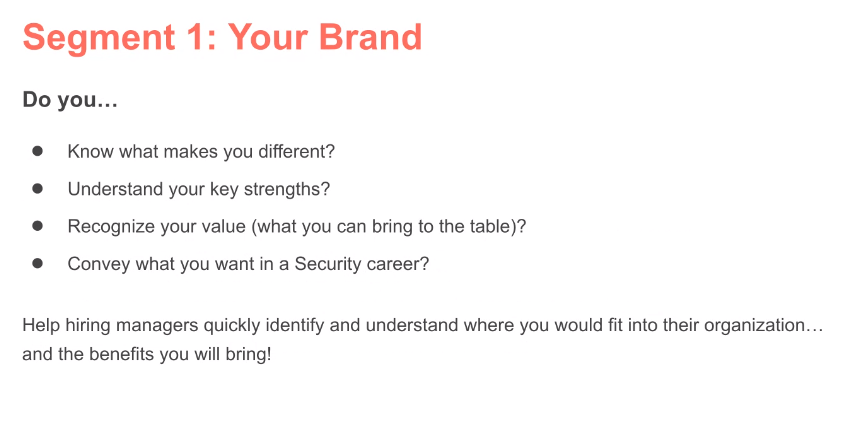 Segment 1: Your Brand
Do you…
● Know what makes you different?
● Understand your key strengths?
● Recognize your value (what you can bring to the table)?
● Convey what you want in a Security career?
Help hiring managers quickly identify and understand where you would fit into their organization…
and the benefits you will bring!